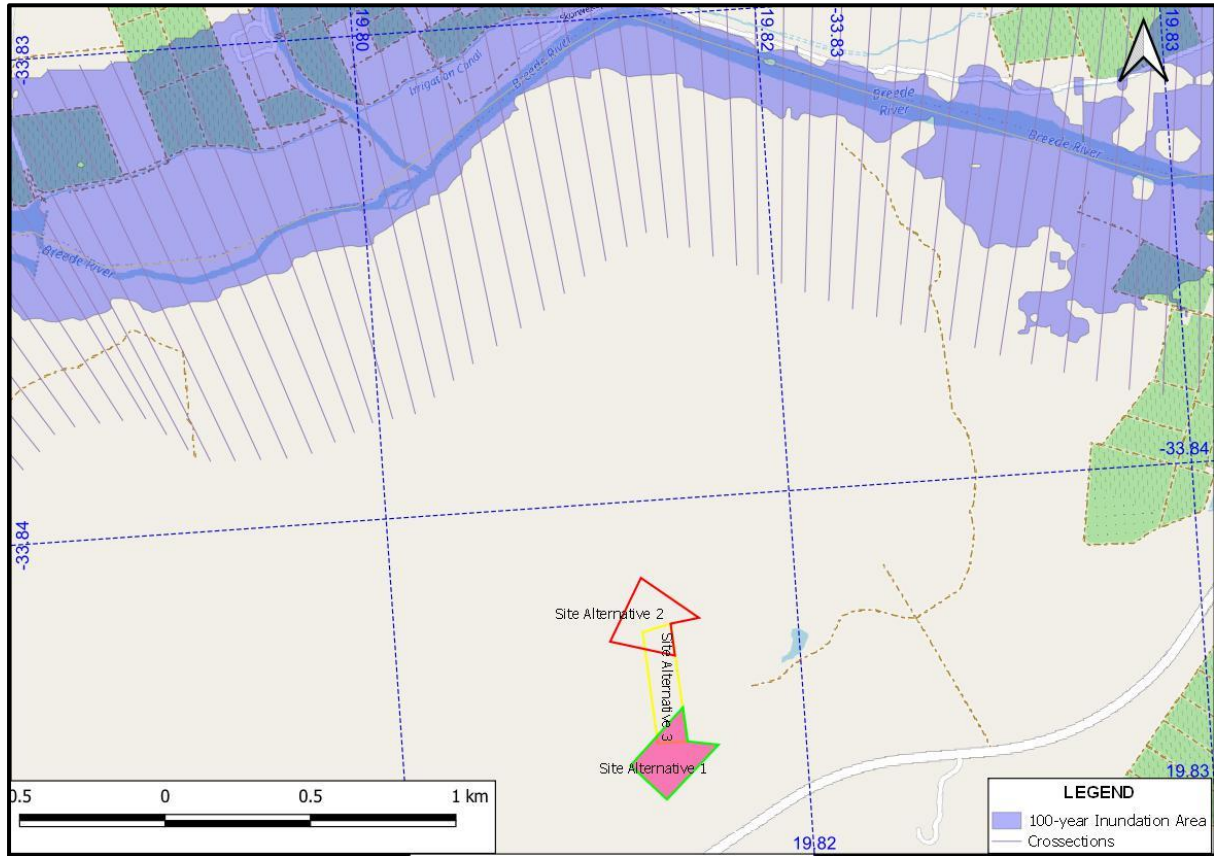 -33.83
19.80
19.82
-33.83
19.83
Irrigation Canal
Breede River
Breede
River
Breede River
Breede River
-33.84
-33.84
Site Alternative 2
Site Alternative 3
Site Alternative 1
19.83
19.82
0.5 0 0.5 1 km
LEGEND
100-year Inundation Area
Crossections